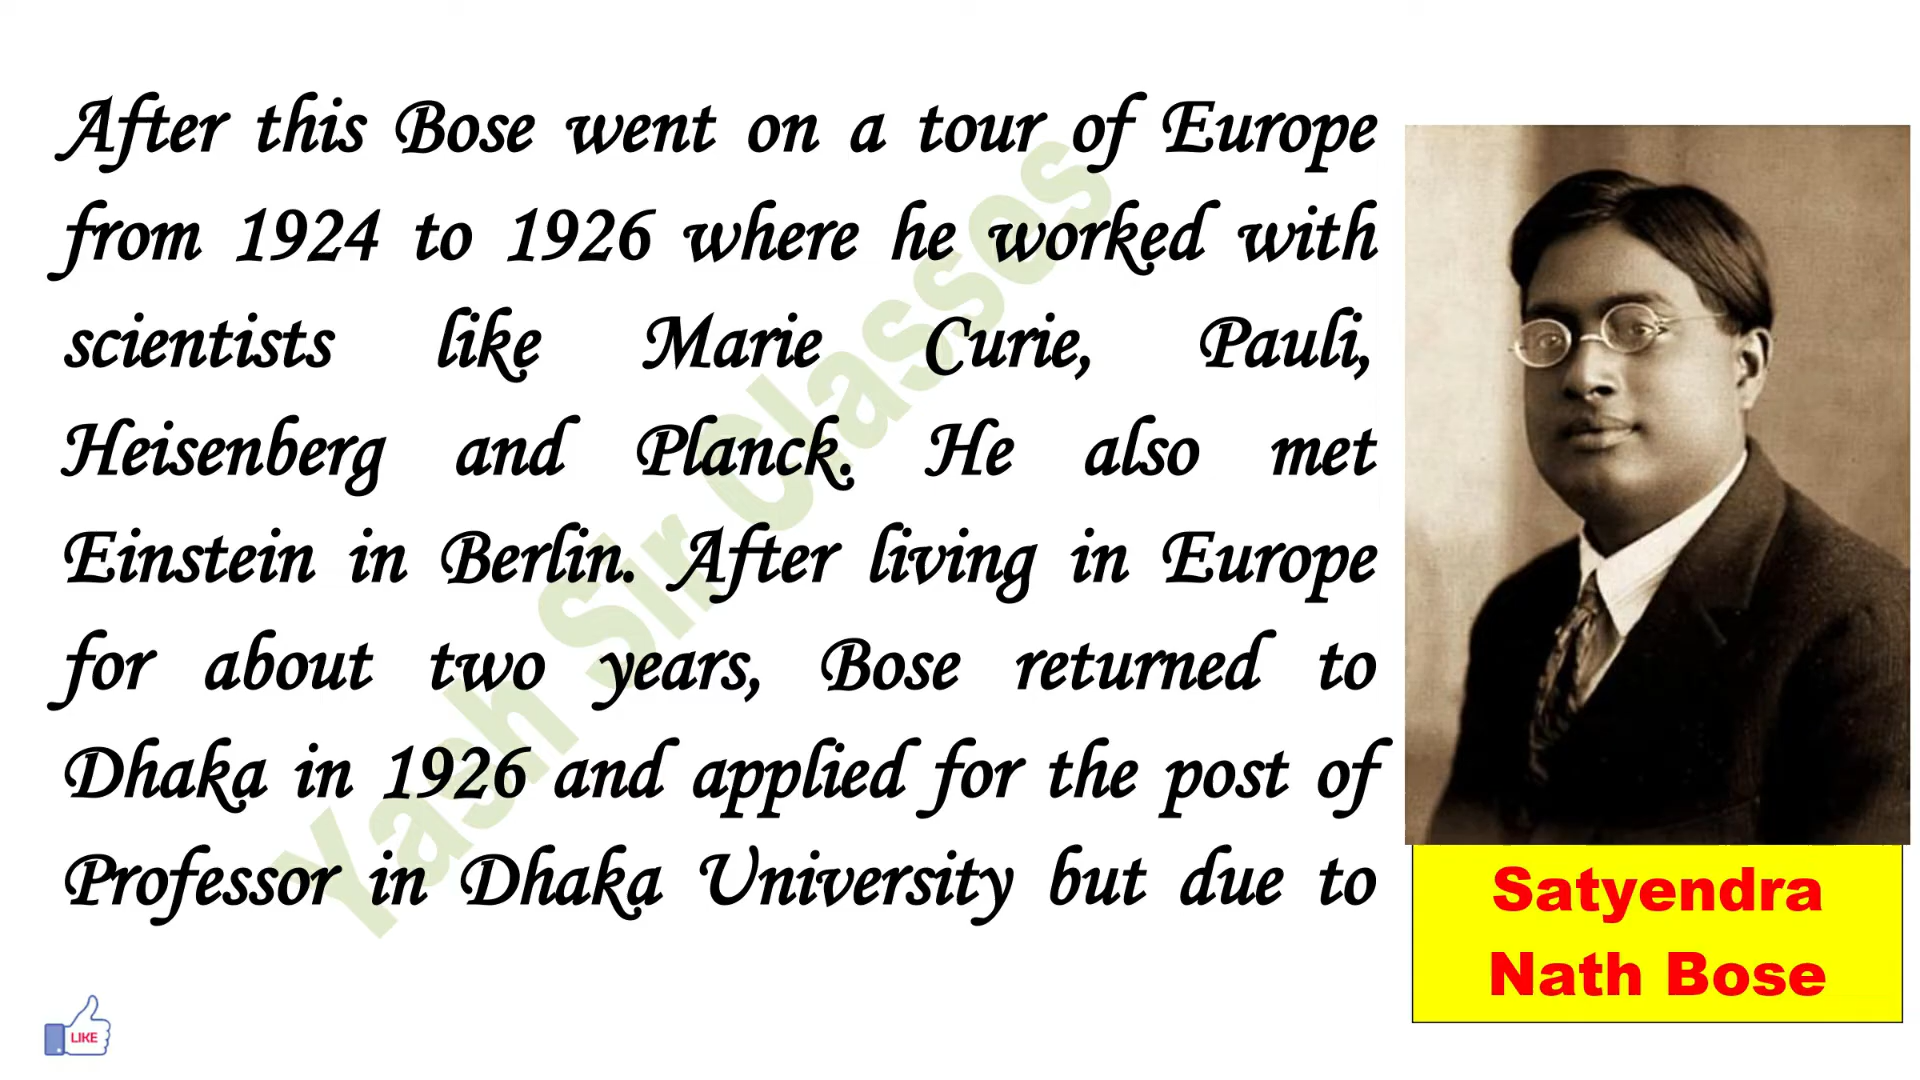 After this Bose went on a tour of Europe
from 1924 to 1926 where he worked with
scientists like Marie Curie, Pauli,
Heisenberg and Planck. He also met
Einstein in Berlin. After living in Europe
for about two years, Bose returned to
Dhaka in 1926 and applied for the post of
Professor in Dhaka University but due to
Yash Sir Classes
Satyendra
Nath Bose
LIKE